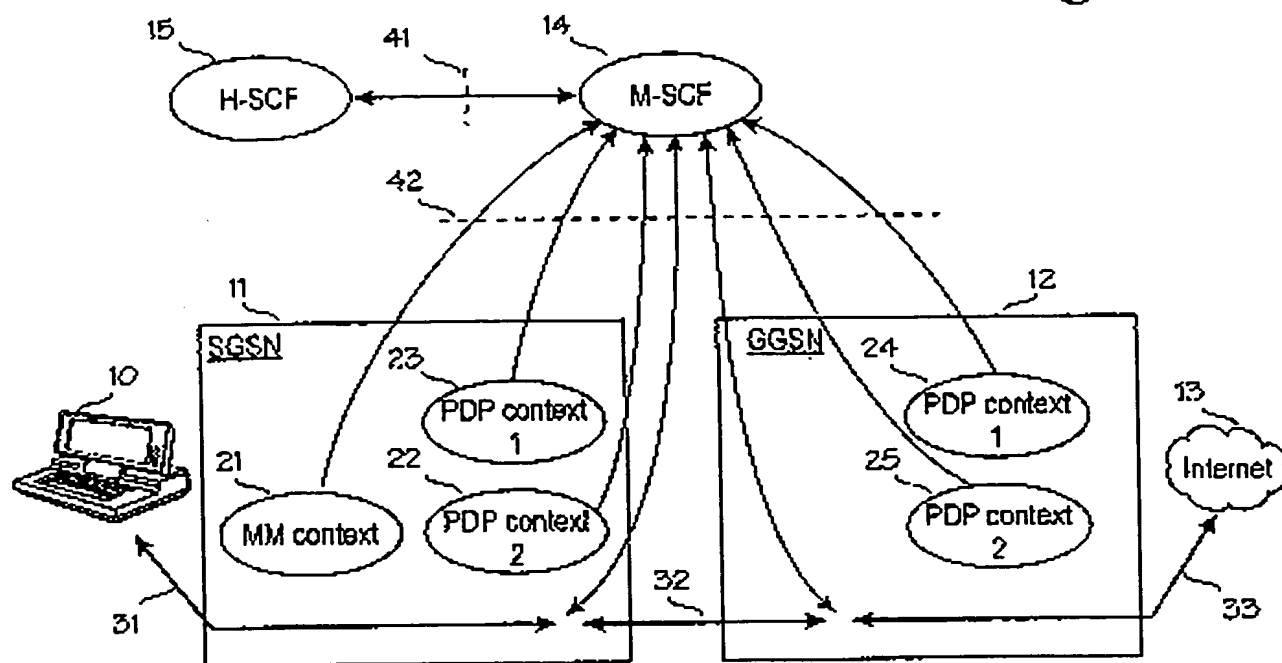 15
41
14
H-SCF
M-SCF
42
11
12
SGSN
GGSN
10
23
24
13
PDP context
1
PDP context
1
21
22
25
Internet
MM context
PDP context
2
PDP context
2
31
32
33